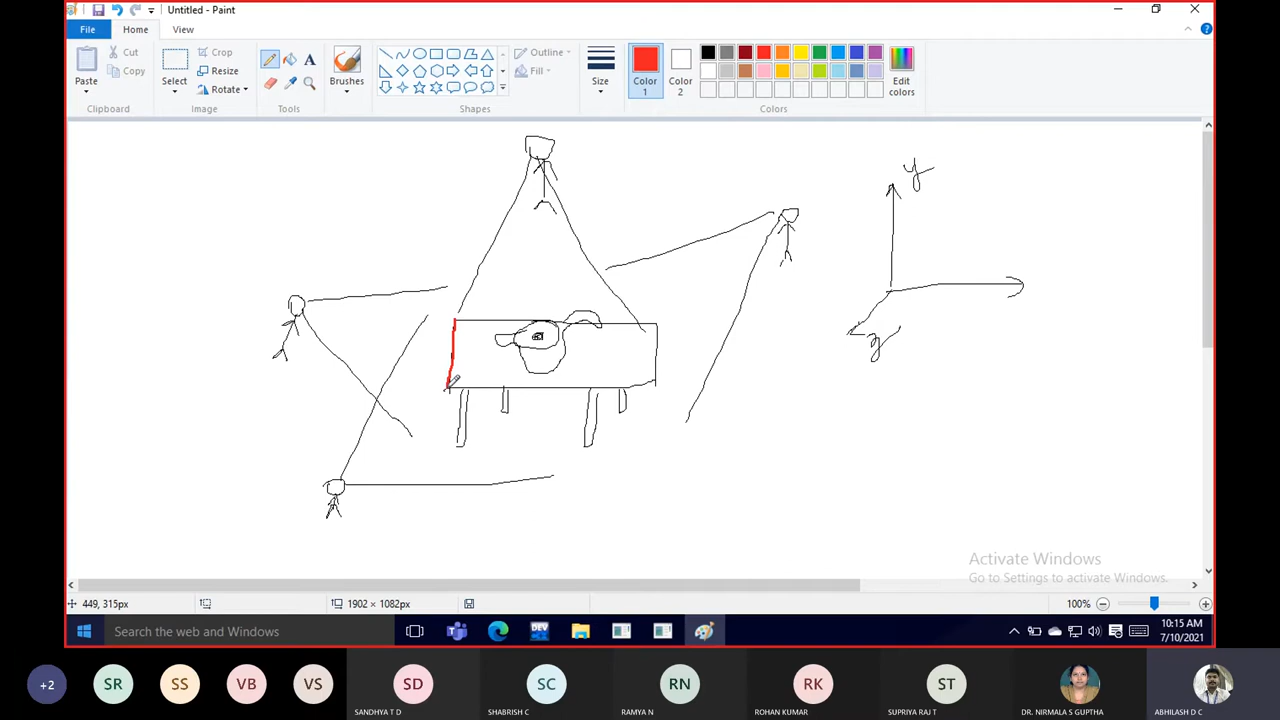 Untitled - Paint
File Home View
Cut
Copy
Paste
Clipboard
Select
Crop
Resize
Rotate
Image
Tools
Brushes
Shapes
Outline
Fill
Size
Color 1
Color 2
Colors
Edit colors
y
z
Activate Windows
Go to Settings to activate Windows.
449, 315px
1902 × 1082px
100%
Search the web and Windows
DEV
10:15 AM
7/10/2021
+2
SR
SS
VB
VS
SD
SC
RN
RK
ST
SANDHYA T D
SHABRISH C
RAMYA N
ROHAN KUMAR
SUPRIYA RAJ T
DR. NIRMALA S GUPTHA
ABHILASH D C